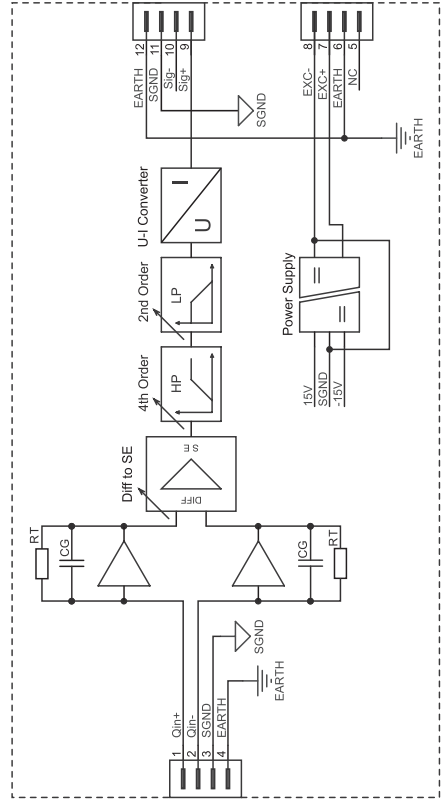 12
11
10
9
EARTH
SGND
Sig-
Sig+
8
7
6
5
EXC-
EXC+
EARTH
NC
SGND
EARTH
U-I Converter
I
U
2nd Order
LP
4th Order
HP
Diff to SE
SE
DIFF
Power Supply
15V
SGND
-15V
RT
CG
CG
RT
Qin+
Qin-
SGND
EARTH
1
2
3
4
SGND
EARTH